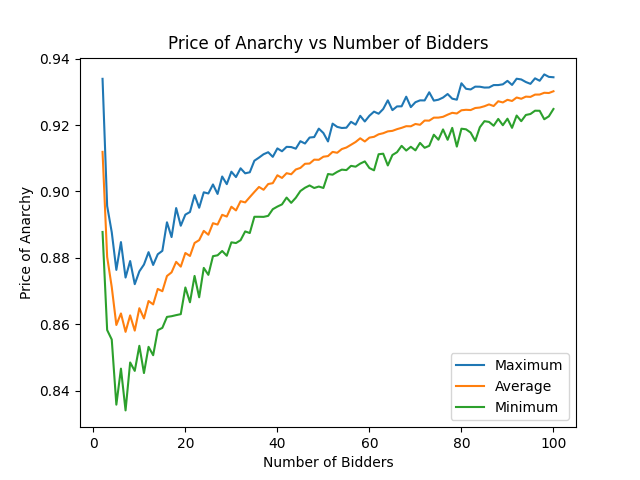 Price of Anarchy vs Number of Bidders
Price of Anarchy
0.94
0.92
0.90
0.88
0.86
0.84
Maximum
Average
Minimum
0 20 40 60 80 100
Number of Bidders